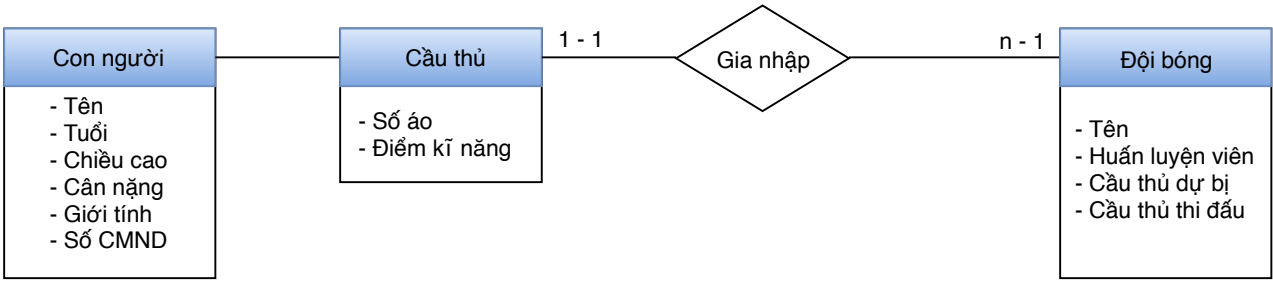 Con người
- Tên
- Tuổi
- Chiều cao
- Cân nặng
- Giới tính
- Số CMND
Cầu thủ
- Số áo
- Điểm kĩ năng
1 - 1
Gia nhập
n - 1
Đội bóng
- Tên
- Huấn luyện viên
- Cầu thủ dự bị
- Cầu thủ thi đấu